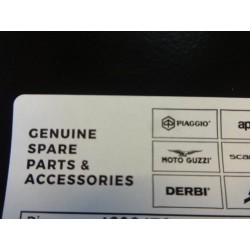 GENUINE
SPARE
PARTS &
ACCESSORIES
PIAGGIO
MOTO GUZZI
DERBI